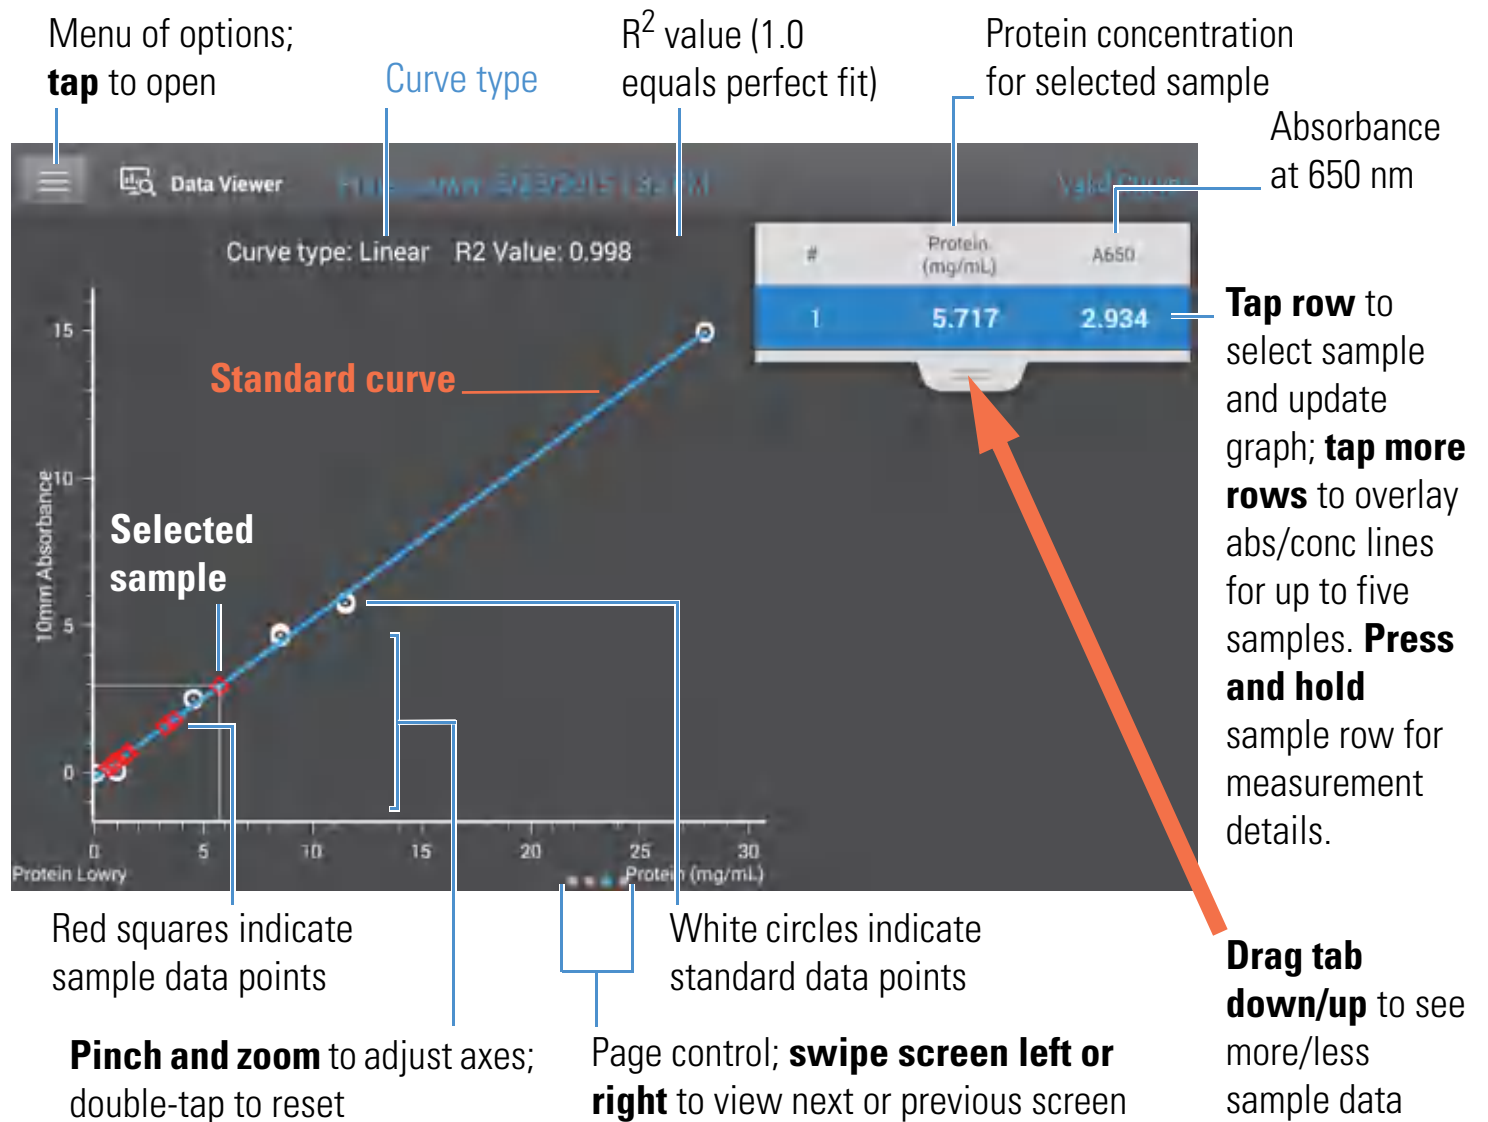 Menu of options;
tap to open
Curve type
R2 value (1.0
equals perfect fit)
Protein concentration
for selected sample
Absorbance
at 650 nm
Data Viewer
Curve type: Linear R2 Value: 0.998
# Protein (mg/mL) A650
1 5.717 2.934
Tap row to
select sample
and update
graph; tap more
rows to overlay
abs/conc lines
for up to five
samples. Press
and hold
sample row for
measurement
details.
15
10
5
0
10mm Absorbance
Standard curve
Selected
sample
0 5 10 15 20 25 30
Protein Lowry
Protein (mg/mL)
Red squares indicate
sample data points
White circles indicate
standard data points
Drag tab
down/up to see
more/less
sample data
Pinch and zoom to adjust axes;
double-tap to reset
Page control; swipe screen left or
right to view next or previous screen